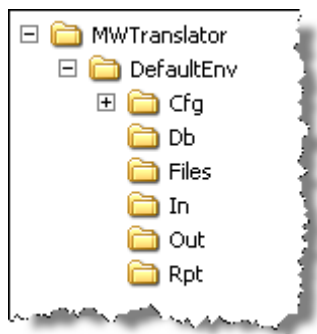 MWTranslator
DefaultEnv
Cfg
Db
Files
In
Out
Rpt